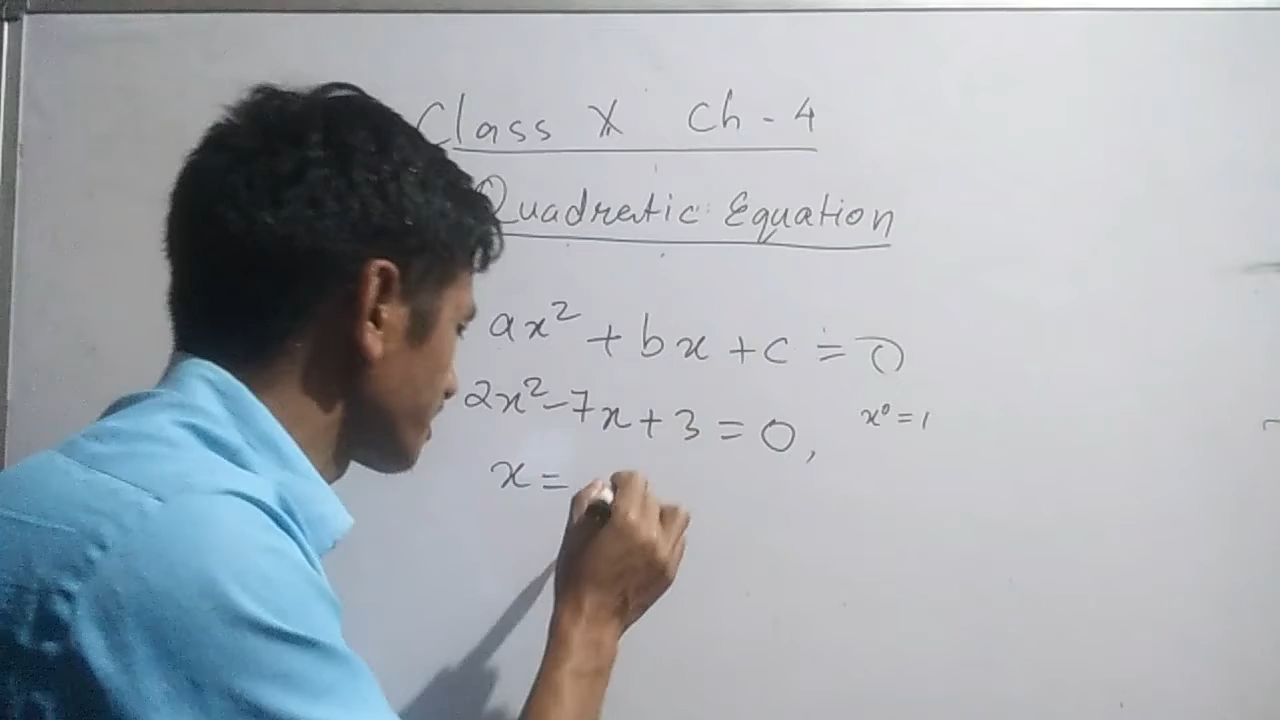 Class X Ch - 4
Quadratic Equation
ax² + bx + c = 0
2x² - 7x + 3 = 0, x⁰ = 1
x =